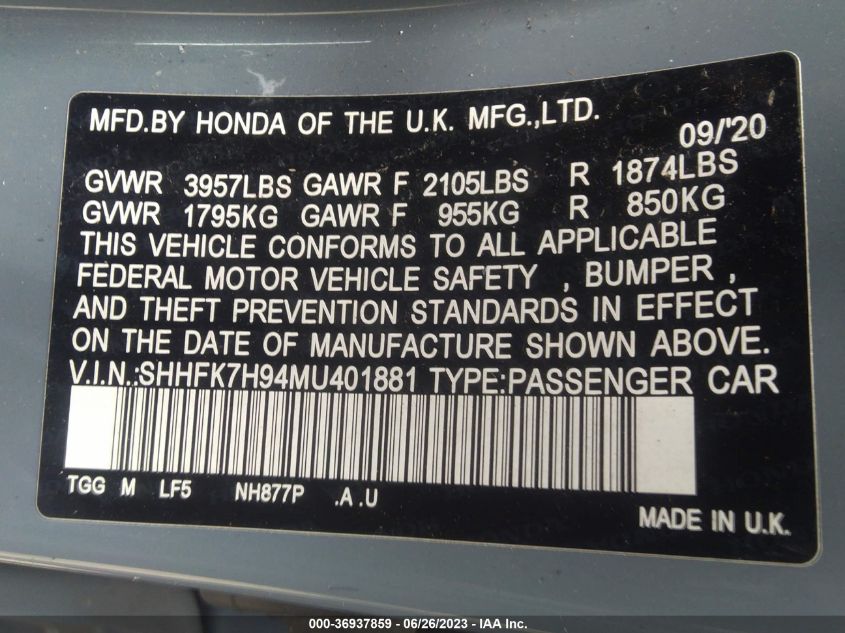 MFD.BY HONDA OF THE U.K. MFG.,LTD.
09/'20
GVWR 3957LBS GAWR F 2105LBS R 1874LBS
GVWR 1795KG GAWR F 955KG R 850KG
THIS VEHICLE CONFORMS TO ALL APPLICABLE
FEDERAL MOTOR VEHICLE SAFETY , BUMPER ,
AND THEFT PREVENTION STANDARDS IN EFFECT
ON THE DATE OF MANUFACTURE SHOWN ABOVE.
V.I.N.:SHHFK7H94MU401881 TYPE:PASSENGER CAR
TGG M LF5 NH877P .A .U
MADE IN U.K.
000-36937859 - 06/26/2023 - IAA Inc.